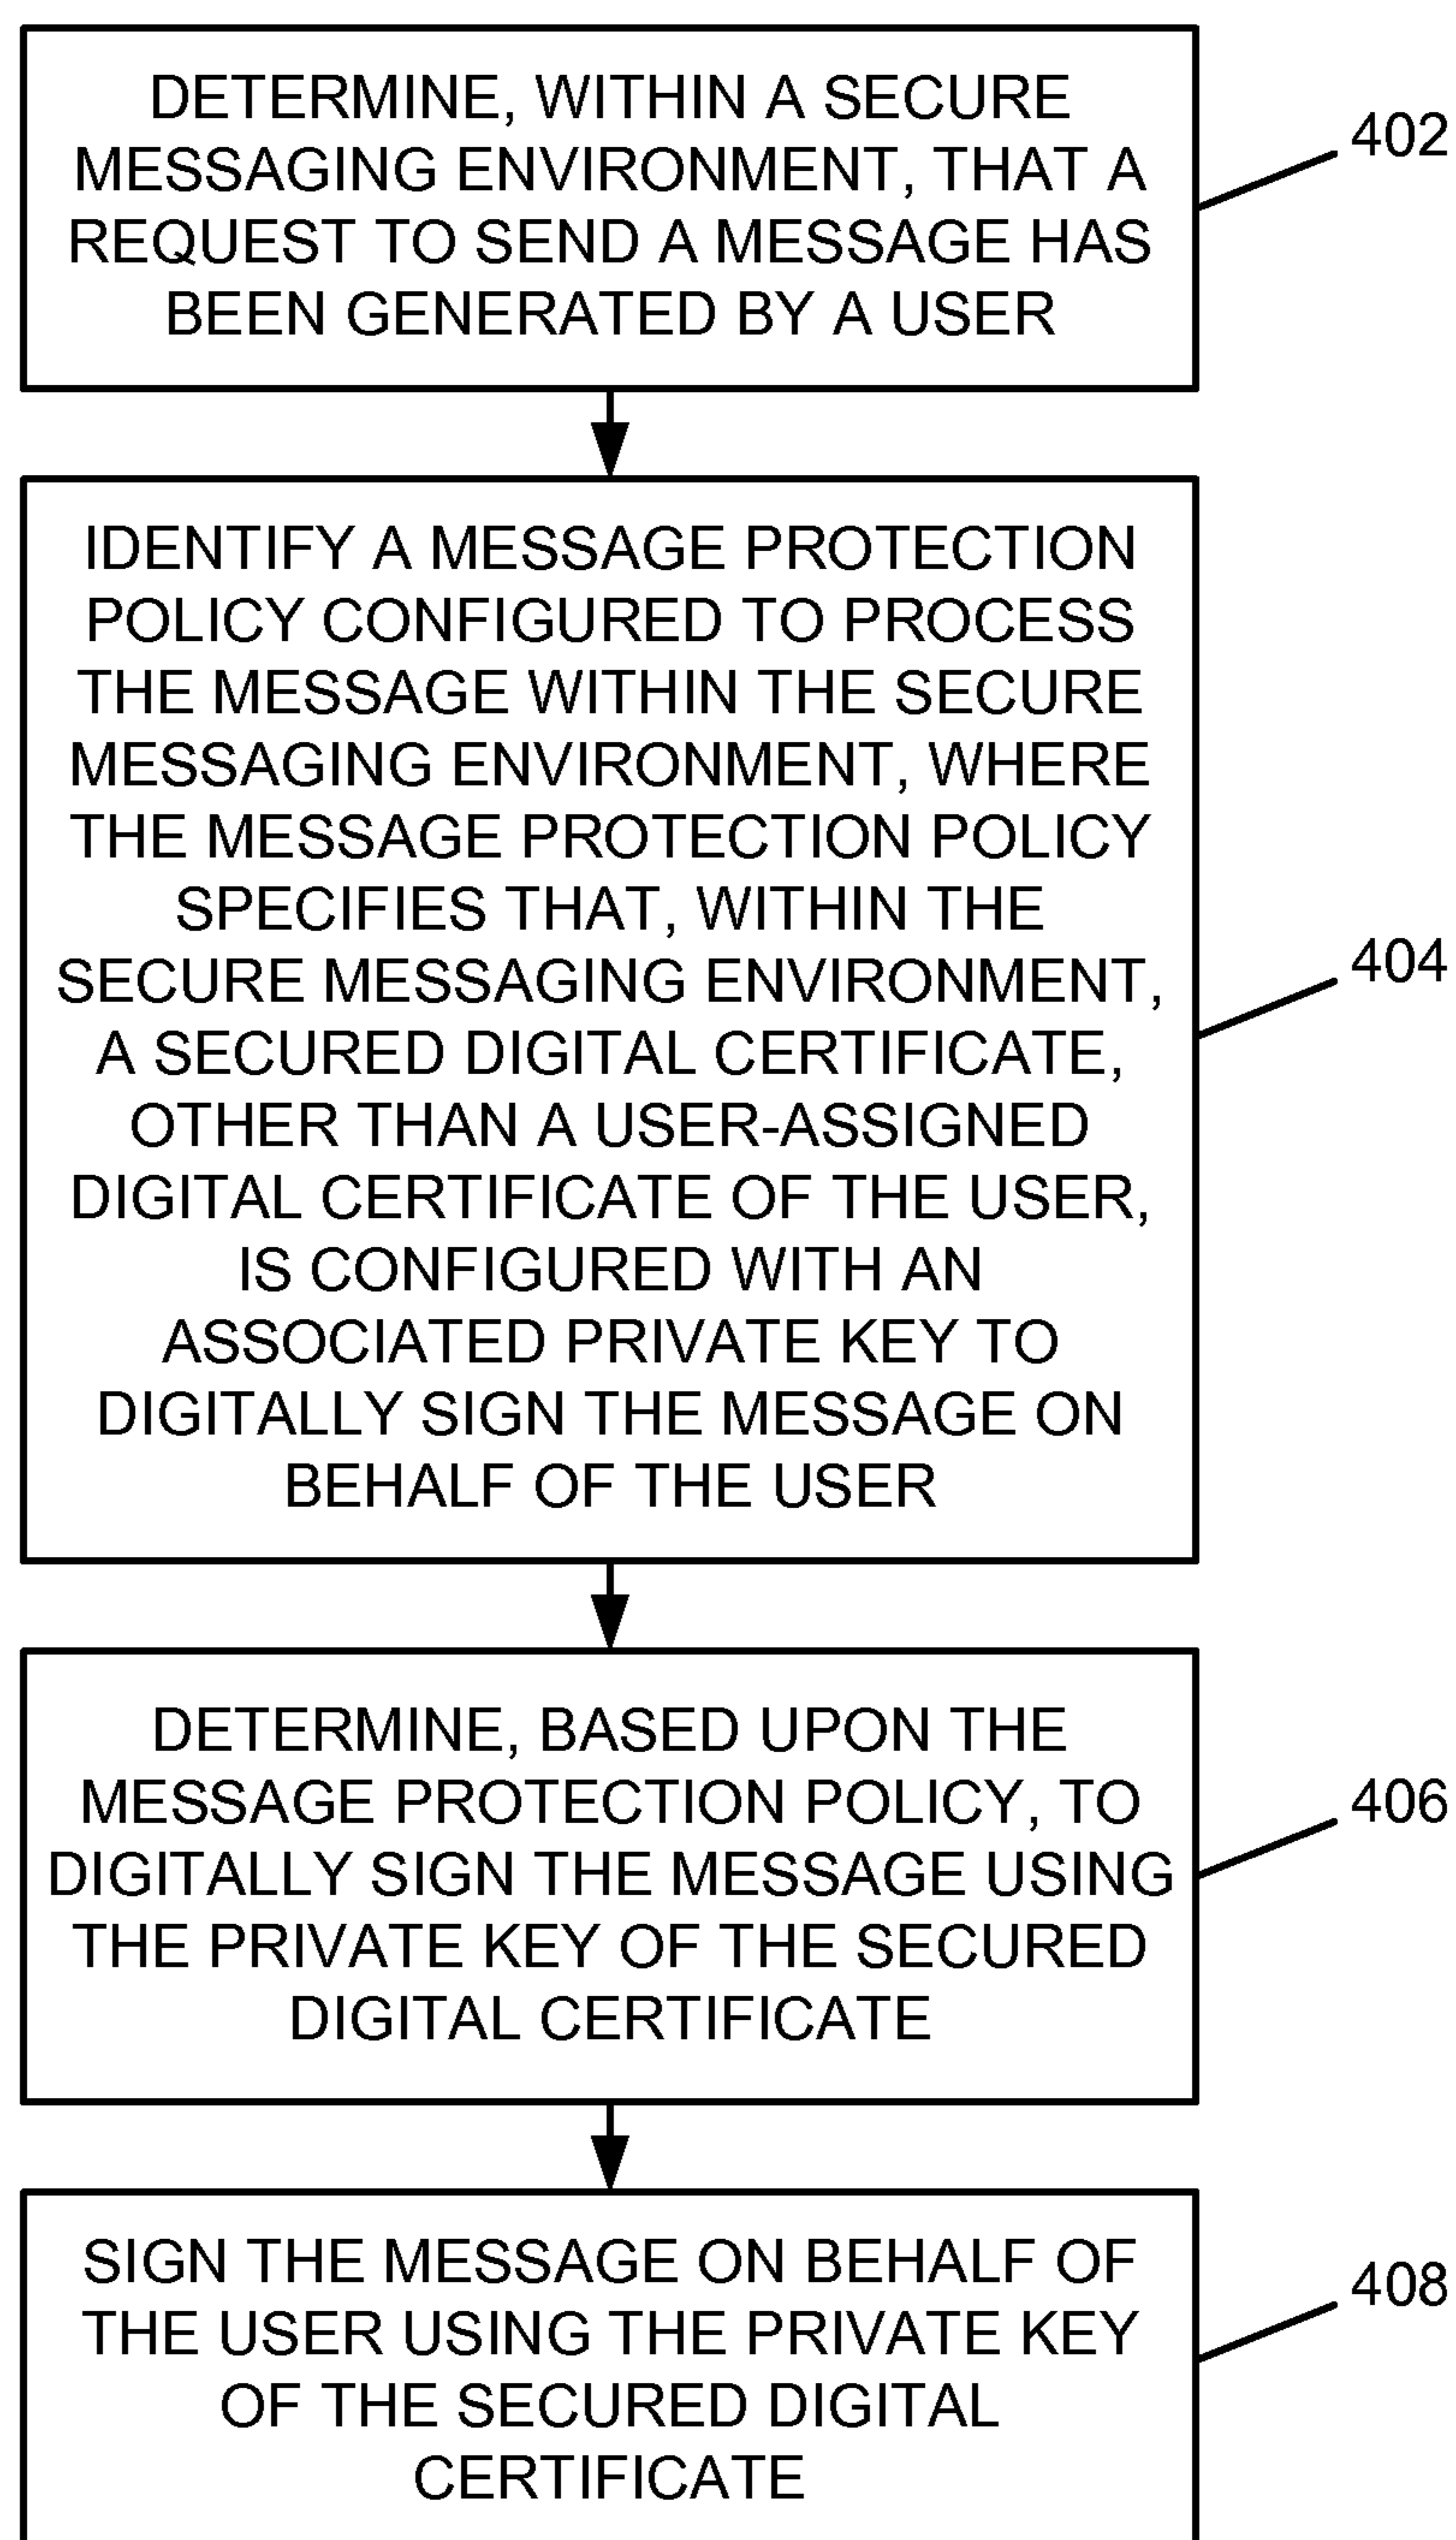 DETERMINE, WITHIN A SECURE
MESSAGING ENVIRONMENT, THAT A
REQUEST TO SEND A MESSAGE HAS
BEEN GENERATED BY A USER
402
IDENTIFY A MESSAGE PROTECTION
POLICY CONFIGURED TO PROCESS
THE MESSAGE WITHIN THE SECURE
MESSAGING ENVIRONMENT, WHERE
THE MESSAGE PROTECTION POLICY
SPECIFIES THAT, WITHIN THE
SECURE MESSAGING ENVIRONMENT,
A SECURED DIGITAL CERTIFICATE,
OTHER THAN A USER-ASSIGNED
DIGITAL CERTIFICATE OF THE USER,
IS CONFIGURED WITH AN
ASSOCIATED PRIVATE KEY TO
DIGITALLY SIGN THE MESSAGE ON
BEHALF OF THE USER
404
DETERMINE, BASED UPON THE
MESSAGE PROTECTION POLICY, TO
DIGITALLY SIGN THE MESSAGE USING
THE PRIVATE KEY OF THE SECURED
DIGITAL CERTIFICATE
406
SIGN THE MESSAGE ON BEHALF OF
THE USER USING THE PRIVATE KEY
OF THE SECURED DIGITAL
CERTIFICATE
408